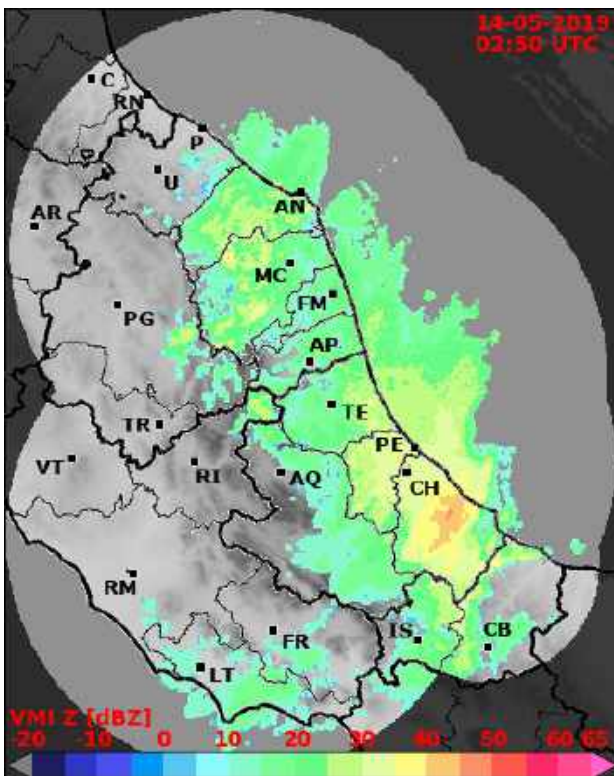 14-05-2019
02:50 UTC
C
RN
P
U
AN
AR
MC
FM
PG
AP
TE
TR
PE
VT
RI
AQ
CH
RM
FR
IS
CB
LT
VMI Z [dBZ]
-20 -10 0 10 20 30 40 50 60 65